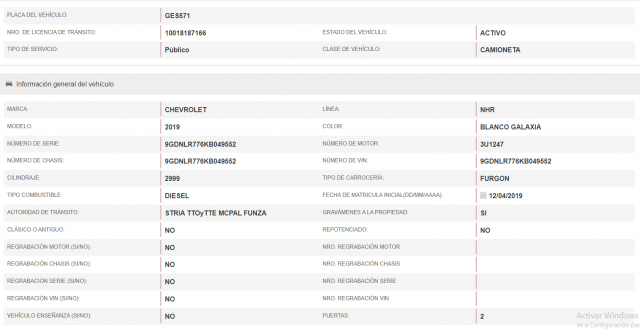 PLACA DEL VEHÍCULO: GES571
NRO. DE LICENCIA DE TRÁNSITO: 10018187166 ESTADO DEL VEHÍCULO: ACTIVO
TIPO DE SERVICIO: Público CLASE DE VEHÍCULO: CAMIONETA
Información general del vehículo
MARCA: CHEVROLET LÍNEA: NHR
MODELO: 2019 COLOR: BLANCO GALAXIA
NÚMERO DE SERIE: 9GDNLR776KB049552 NÚMERO DE MOTOR: 3U1247
NÚMERO DE CHASIS: 9GDNLR776KB049552 NÚMERO DE VIN: 9GDNLR776KB049552
CILINDRAJE: 2999 TIPO DE CARROCERÍA: FURGON
TIPO COMBUSTIBLE: DIESEL FECHA DE MATRICULA INICIAL(DD/MM/AAAA): 12/04/2019
AUTORIDAD DE TRÁNSITO: STRIA TTOyTTE MCPAL FUNZA GRAVÁMENES A LA PROPIEDAD: SI
CLÁSICO O ANTIGUO: NO REPOTENCIADO: NO
REGRABACIÓN MOTOR (SI/NO): NO NRO. REGRABACIÓN MOTOR
REGRABACIÓN CHASIS (SI/NO): NO NRO. REGRABACIÓN CHASIS
REGRABACIÓN SERIE (SI/NO): NO NRO. REGRABACIÓN SERIE
REGRABACIÓN VIN (SI/NO): NO NRO. REGRABACIÓN VIN
VEHÍCULO ENSEÑANZA (SI/NO): NO PUERTAS: 2
Activar Windows
Ve a Configuración par